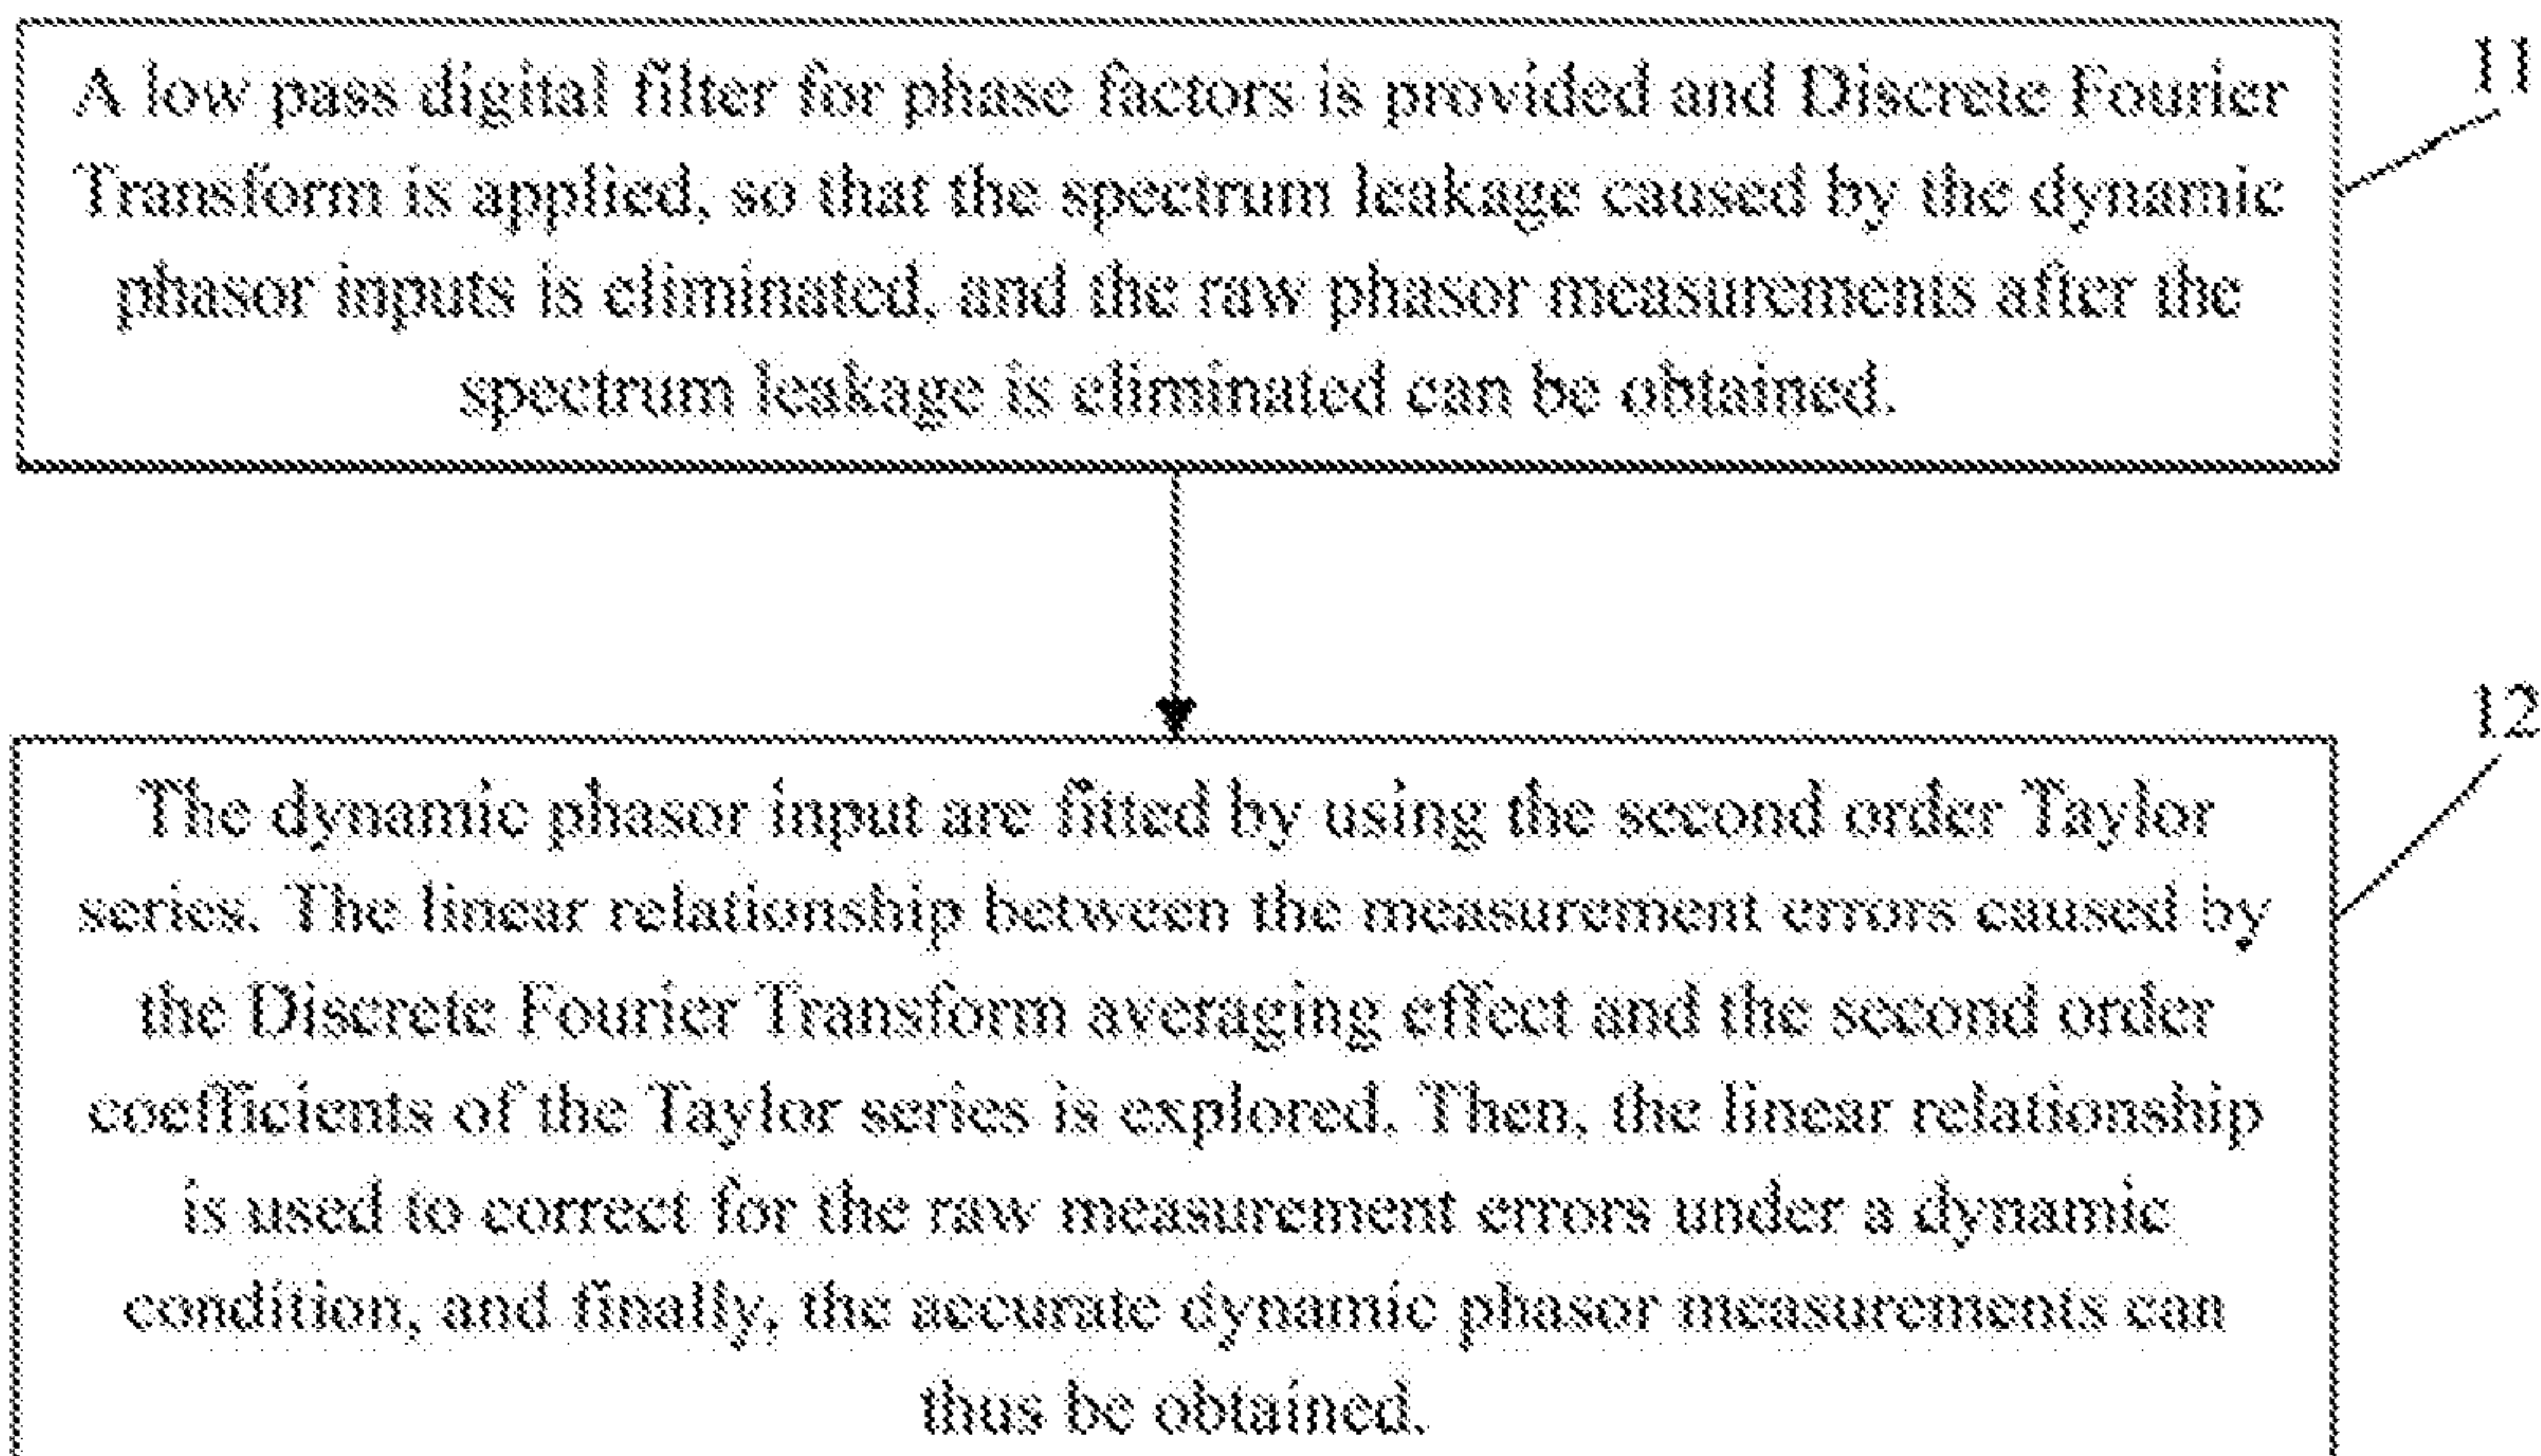 A low pass digital filter for phase factors is provided and Discrete Fourier
Transform is applied, so that the spectrum leakage caused by the dynamic
phasor inputs is eliminated, and the raw phasor measurements after the
spectrum leakage is eliminated can be obtained.
11
The dynamic phasor input are fitted by using the second order Taylor
series. The linear relationship between the measurement errors caused by
the Discrete Fourier Transform averaging effect and the second order
coefficients of the Taylor series is explored. Then, the linear relationship
is used to correct for the raw measurement errors under a dynamic
condition, and finally, the accurate dynamic phasor measurements can
thus be obtained.
12